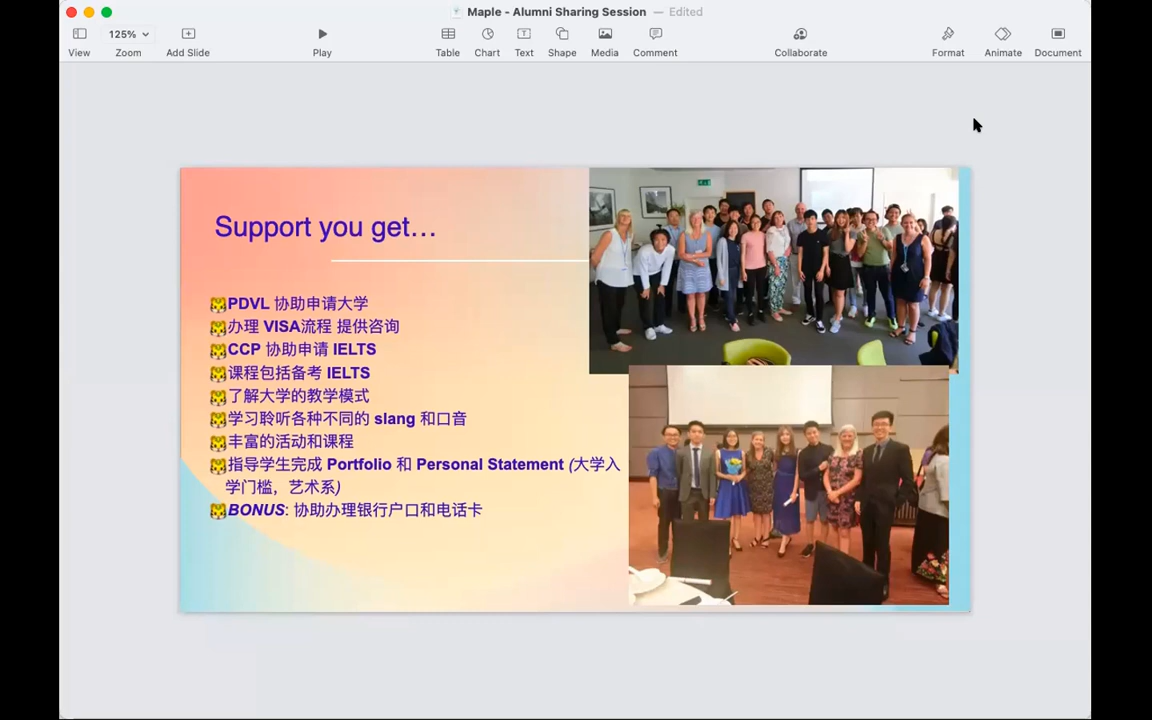 Maple - Alumni Sharing Session — Edited
125%
View
Zoom
Add Slide
Play
Table
Chart
Text
Shape
Media
Comment
Collaborate
Format
Animate
Document
Support you get…
PDVL 协助申请大学
办理 VISA流程 提供咨询
CCP 协助申请 IELTS
课程包括备考 IELTS
了解大学的教学模式
学习聆听各种不同的 slang 和口音
丰富的活动和课程
指导学生完成 Portfolio 和 Personal Statement (大学入
学门槛，艺术系)
BONUS: 协助办理银行户口和电话卡